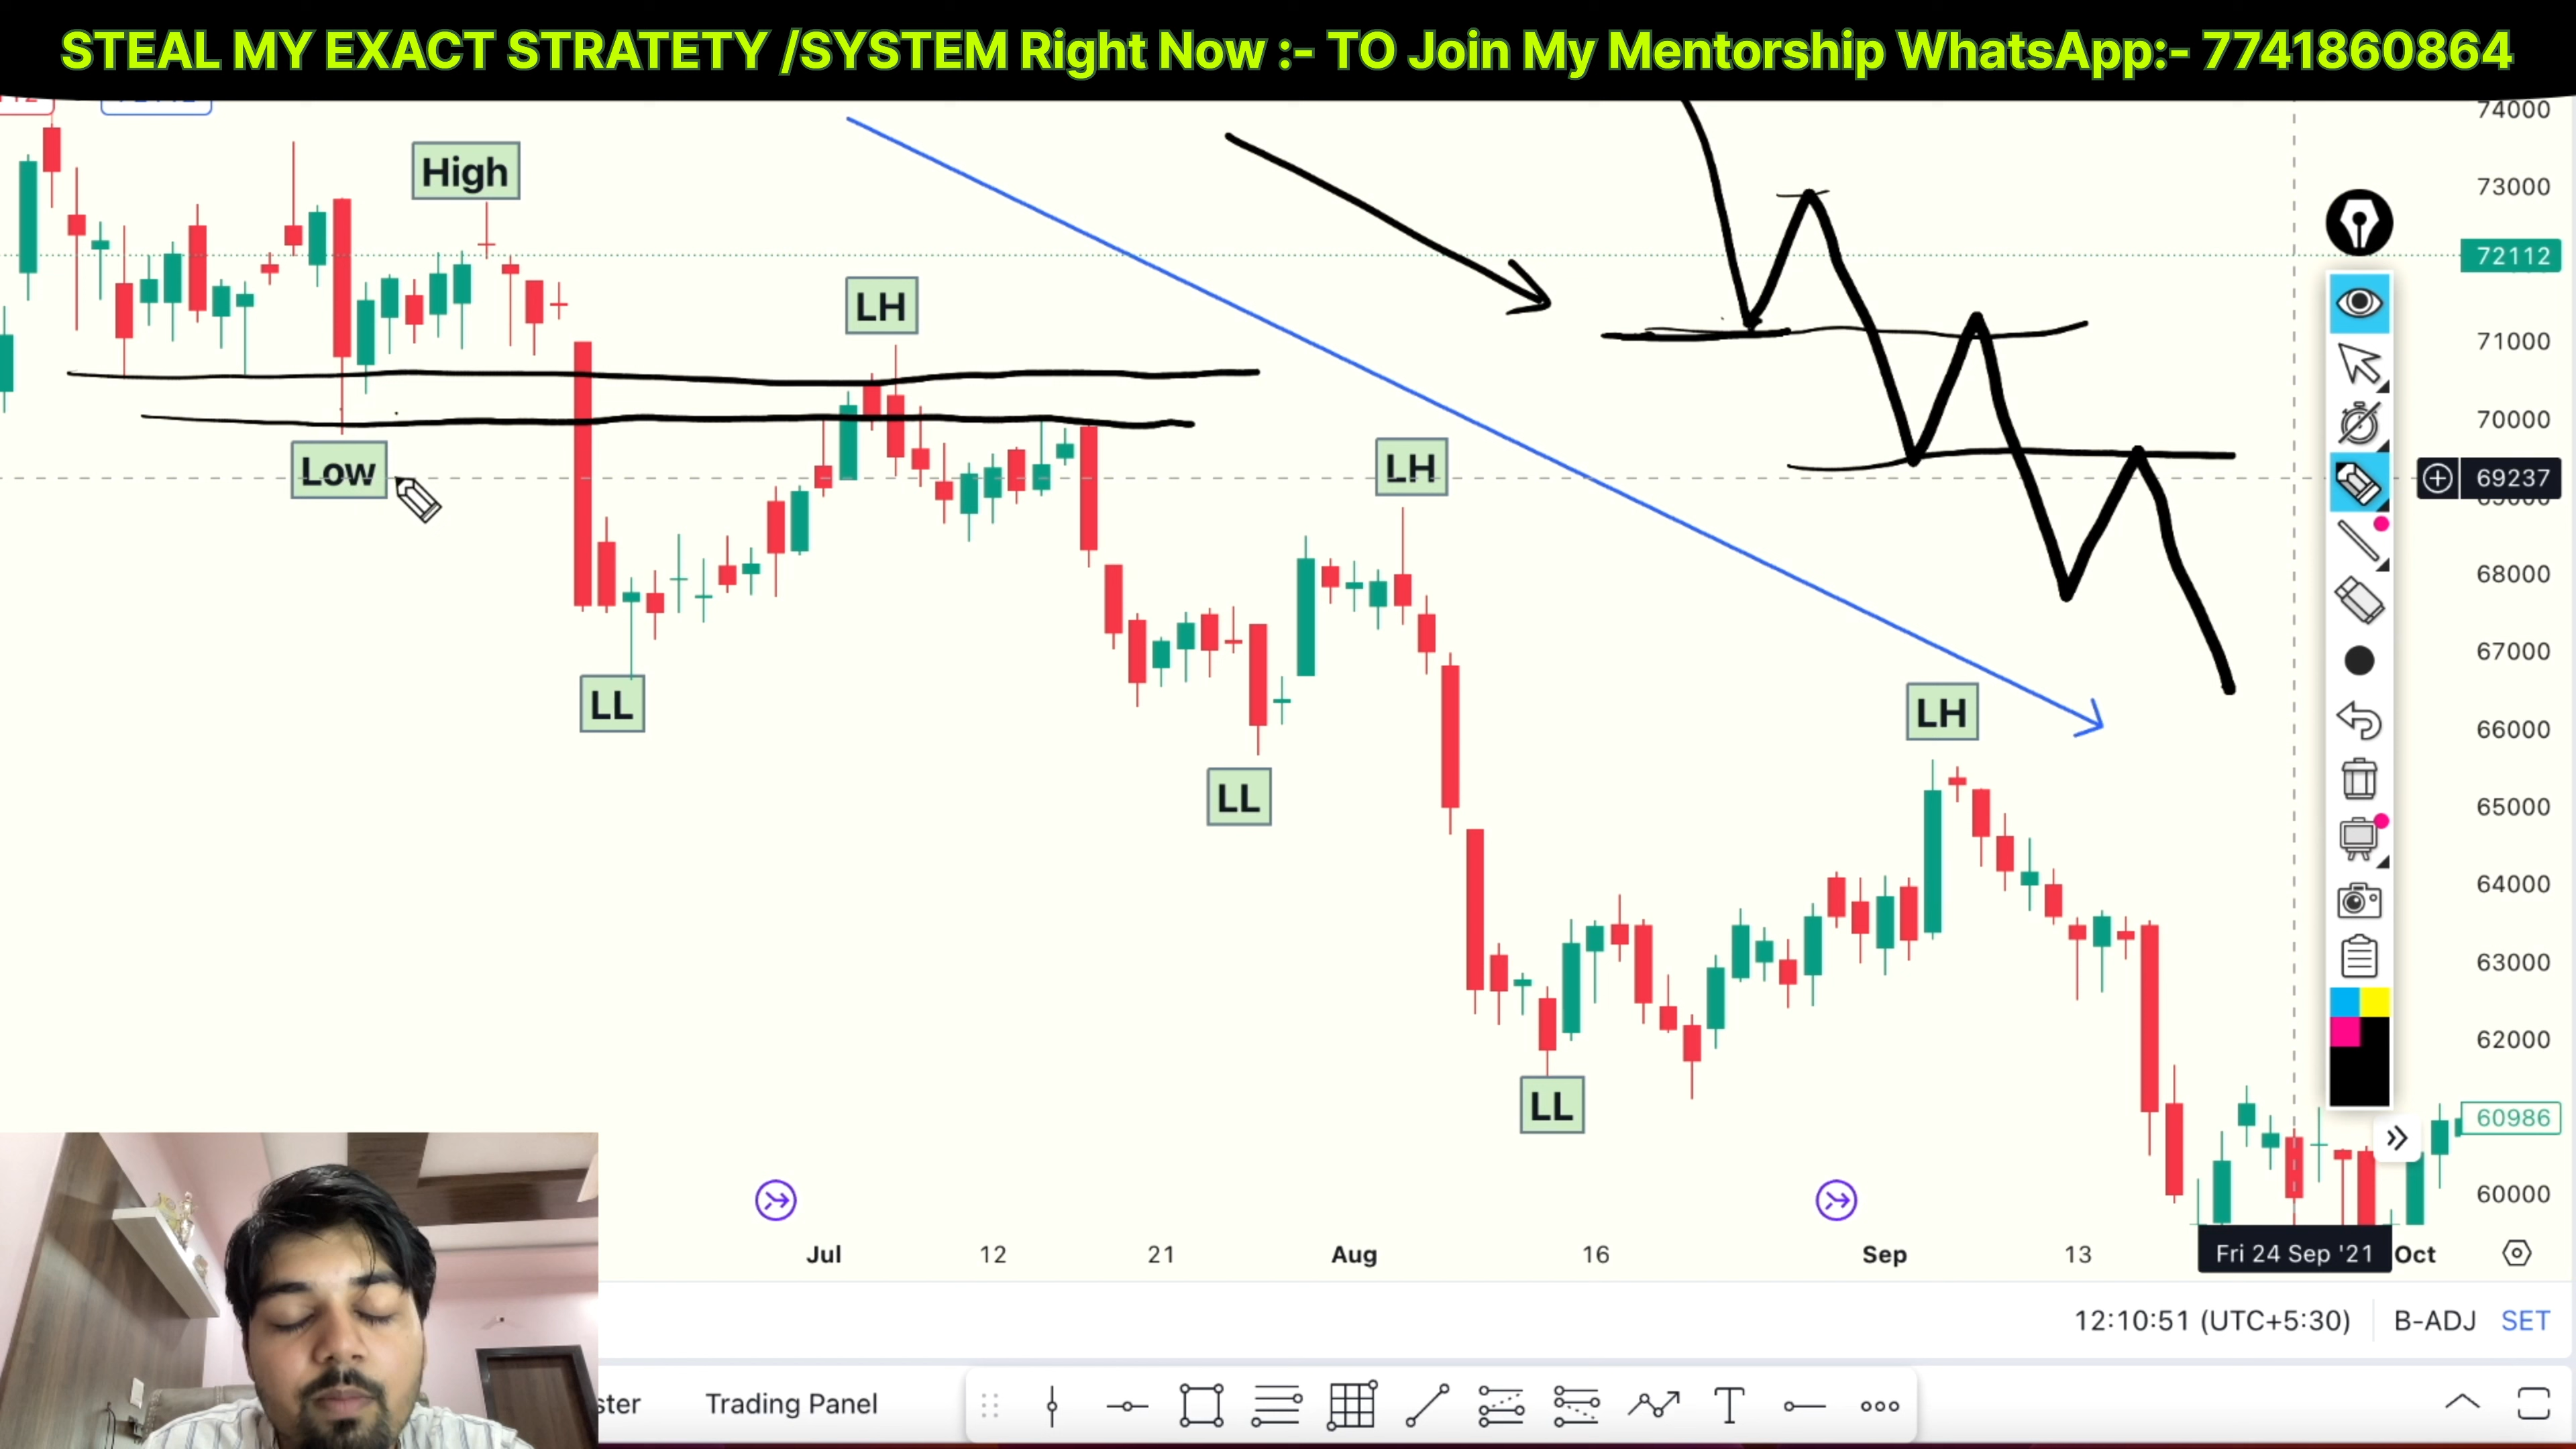 STEAL MY EXACT STRATETY /SYSTEM Right Now :- TO Join My Mentorship WhatsApp:- 7741860864
74000
High
73000
72112
LH
71000
70000
LH
Low
69237
68000
67000
LL
LH
66000
LL
65000
64000
63000
62000
LL
60986
60000
Jul 12 21 Aug 16 Sep 13 Fri 24 Sep '21 Oct
12:10:51 (UTC+5:30) B-ADJ SET
Trading Panel